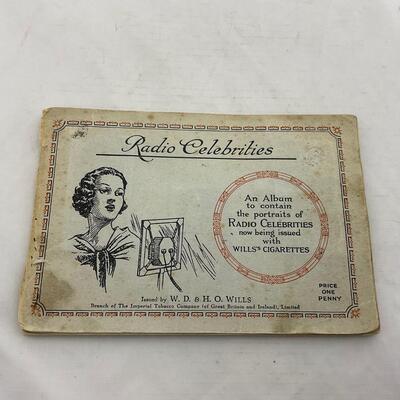 Radio Celebrities
An Album
to contain
the portraits of
RADIO CELEBRITIES
now being issued
with
WILLS'S CIGARETTES
PRICE
ONE
PENNY
Issued by W. D. & H. O. WILLS
Branch of The Imperial Tobacco Company (of Great Britain and Ireland), Limited